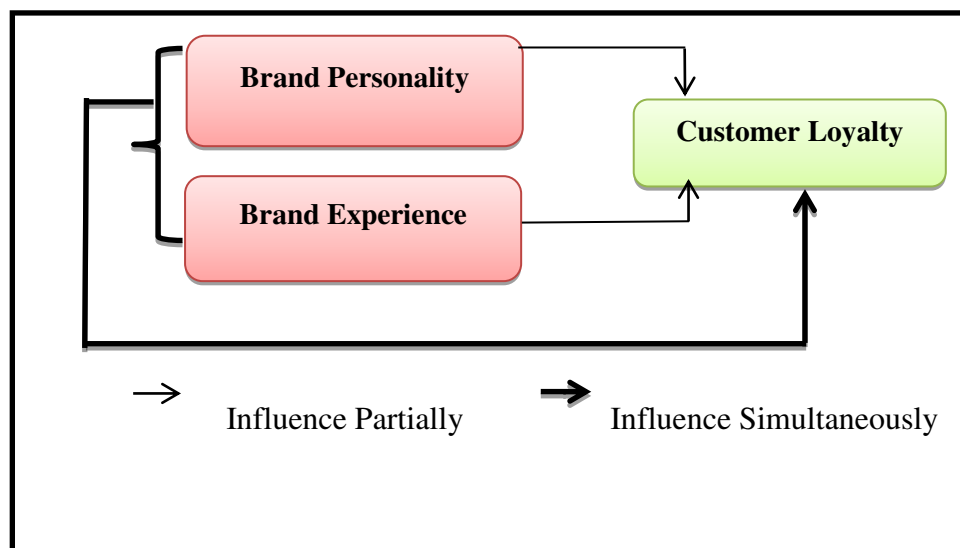 Brand Personality
Customer Loyalty
Brand Experience
Influence Partially
Influence Simultaneously